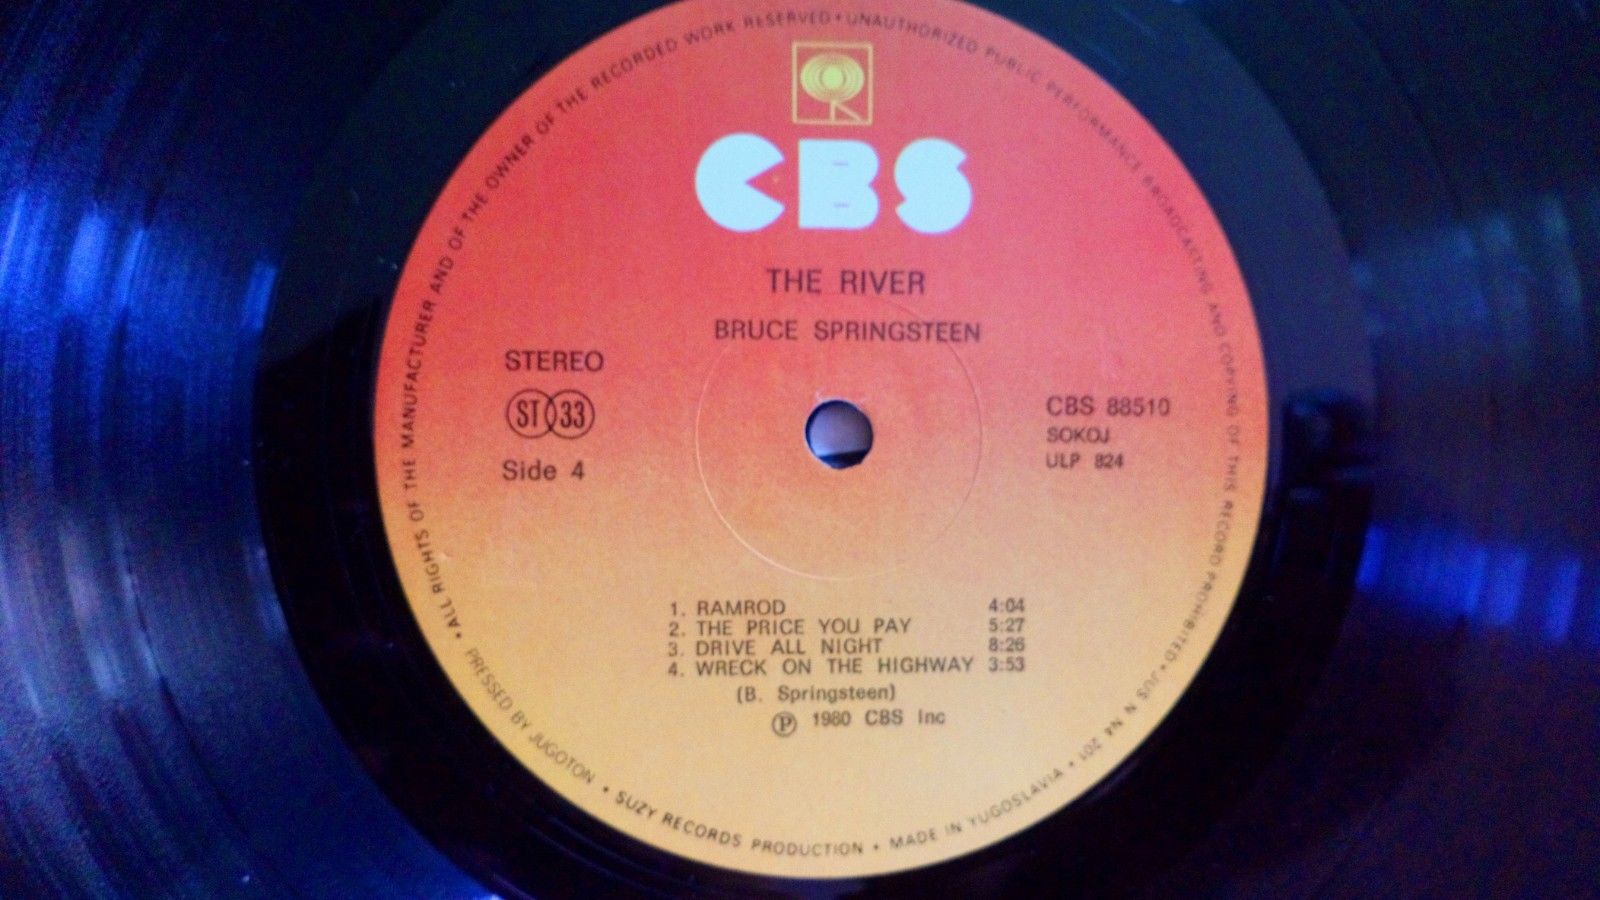 CBS
THE RIVER
BRUCE SPRINGSTEEN
STEREO
ST 33
Side 4
CBS 88510
SOKOJ
ULP 824
1. RAMROD 4:04
2. THE PRICE YOU PAY 5:27
3. DRIVE ALL NIGHT 8:26
4. WRECK ON THE HIGHWAY 3:53
(B. Springsteen)
℗ 1980 CBS Inc
• ALL RIGHTS OF THE MANUFACTURER AND OF THE OWNER OF THE RECORDED WORK RESERVED • UNAUTHORIZED PUBLIC PERFORMANCE BROADCASTING AND COPYING OF THIS RECORD PROHIBITED • JUS N N4 201 •
PRESSED BY JUGOTON • SUZY RECORDS PRODUCTION • MADE IN YUGOSLAVIA